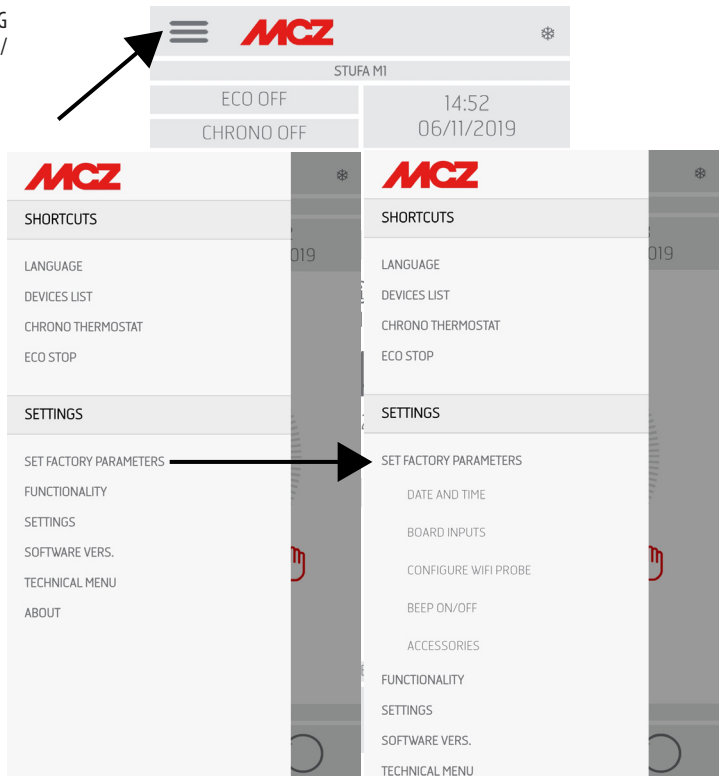 G
/
MCZ
STUFA M1
ECO OFF
14:52
CHRONO OFF
06/11/2019
MCZ
SHORTCUTS
019
LANGUAGE
DEVICES LIST
CHRONO THERMOSTAT
ECO STOP
SETTINGS
SET FACTORY PARAMETERS
FUNCTIONALITY
SETTINGS
SOFTWARE VERS.
TECHNICAL MENU
ABOUT
MCZ
SHORTCUTS
019
LANGUAGE
DEVICES LIST
CHRONO THERMOSTAT
ECO STOP
SETTINGS
SET FACTORY PARAMETERS
DATE AND TIME
BOARD INPUTS
CONFIGURE WIFI PROBE
BEEP ON/OFF
ACCESSORIES
FUNCTIONALITY
SETTINGS
SOFTWARE VERS.
TECHNICAL MENU